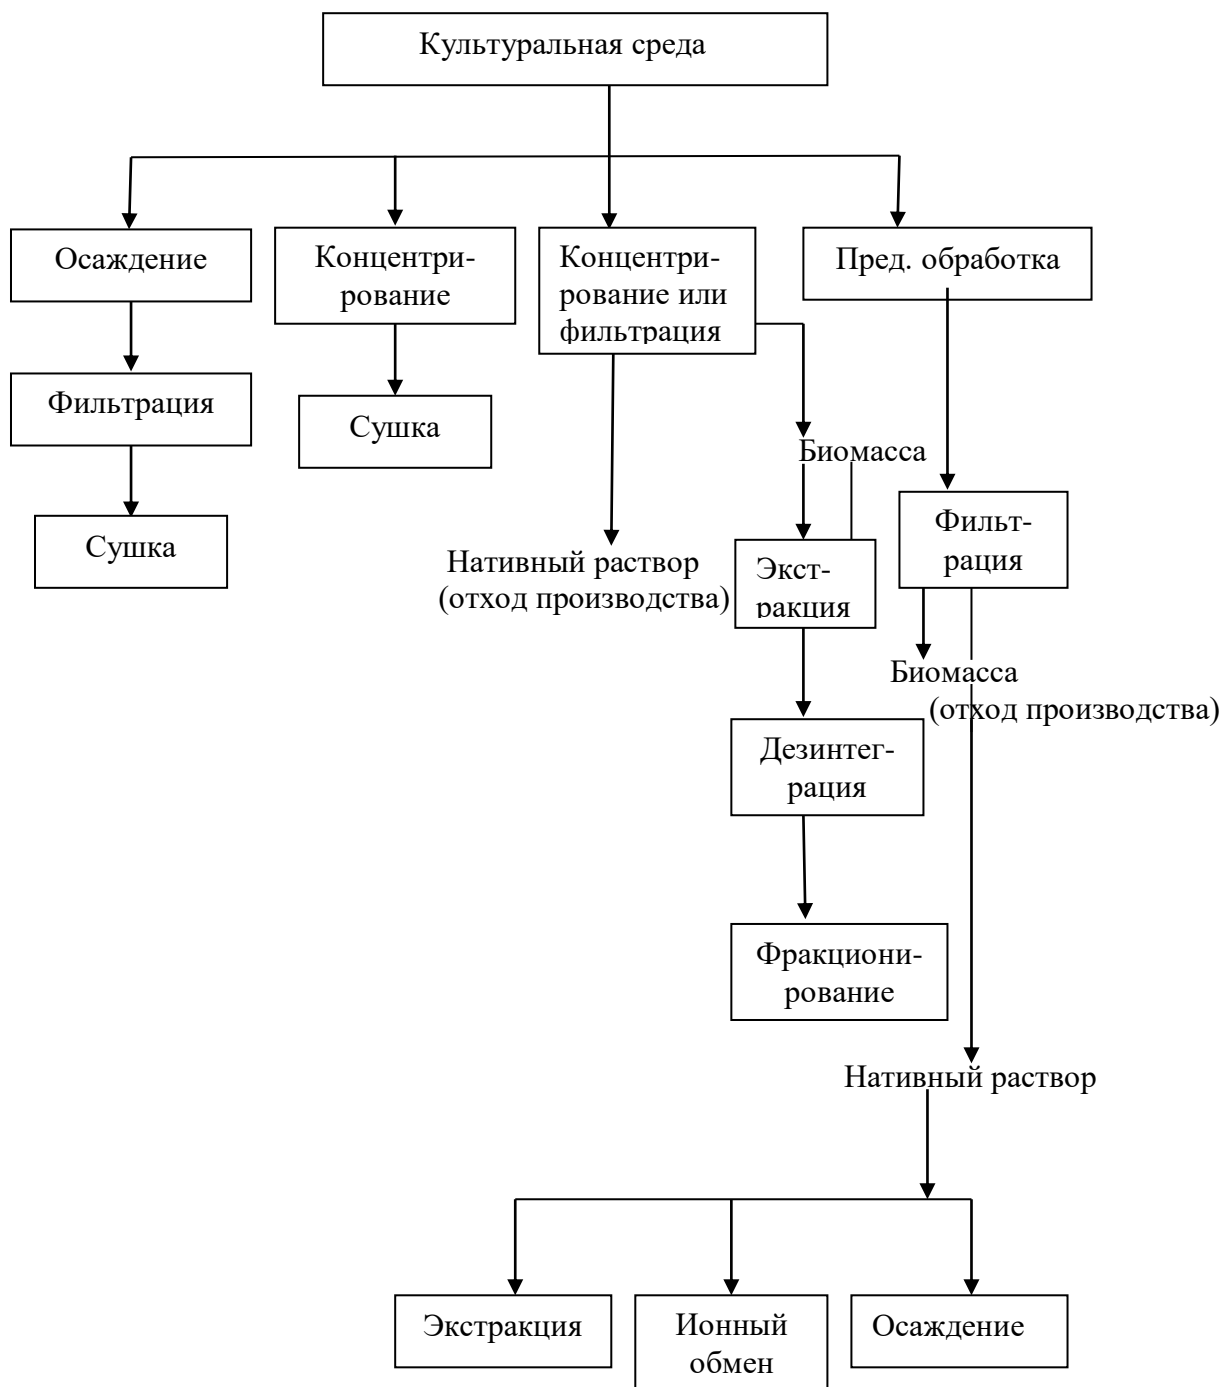 Культуральная среда
Осаждение
Концентри-
рование
Концентри-
рование или
фильтрация
Пред. обработка
Фильтрация
Сушка
Биомасса
Сушка
Нативный раствор
(отход производства)
Экст-
ракция
Фильт-
рация
Биомасса
(отход производства)
Дезинтег-
рация
Фракциони-
рование
Нативный раствор
Экстракция
Ионный
обмен
Осаждение